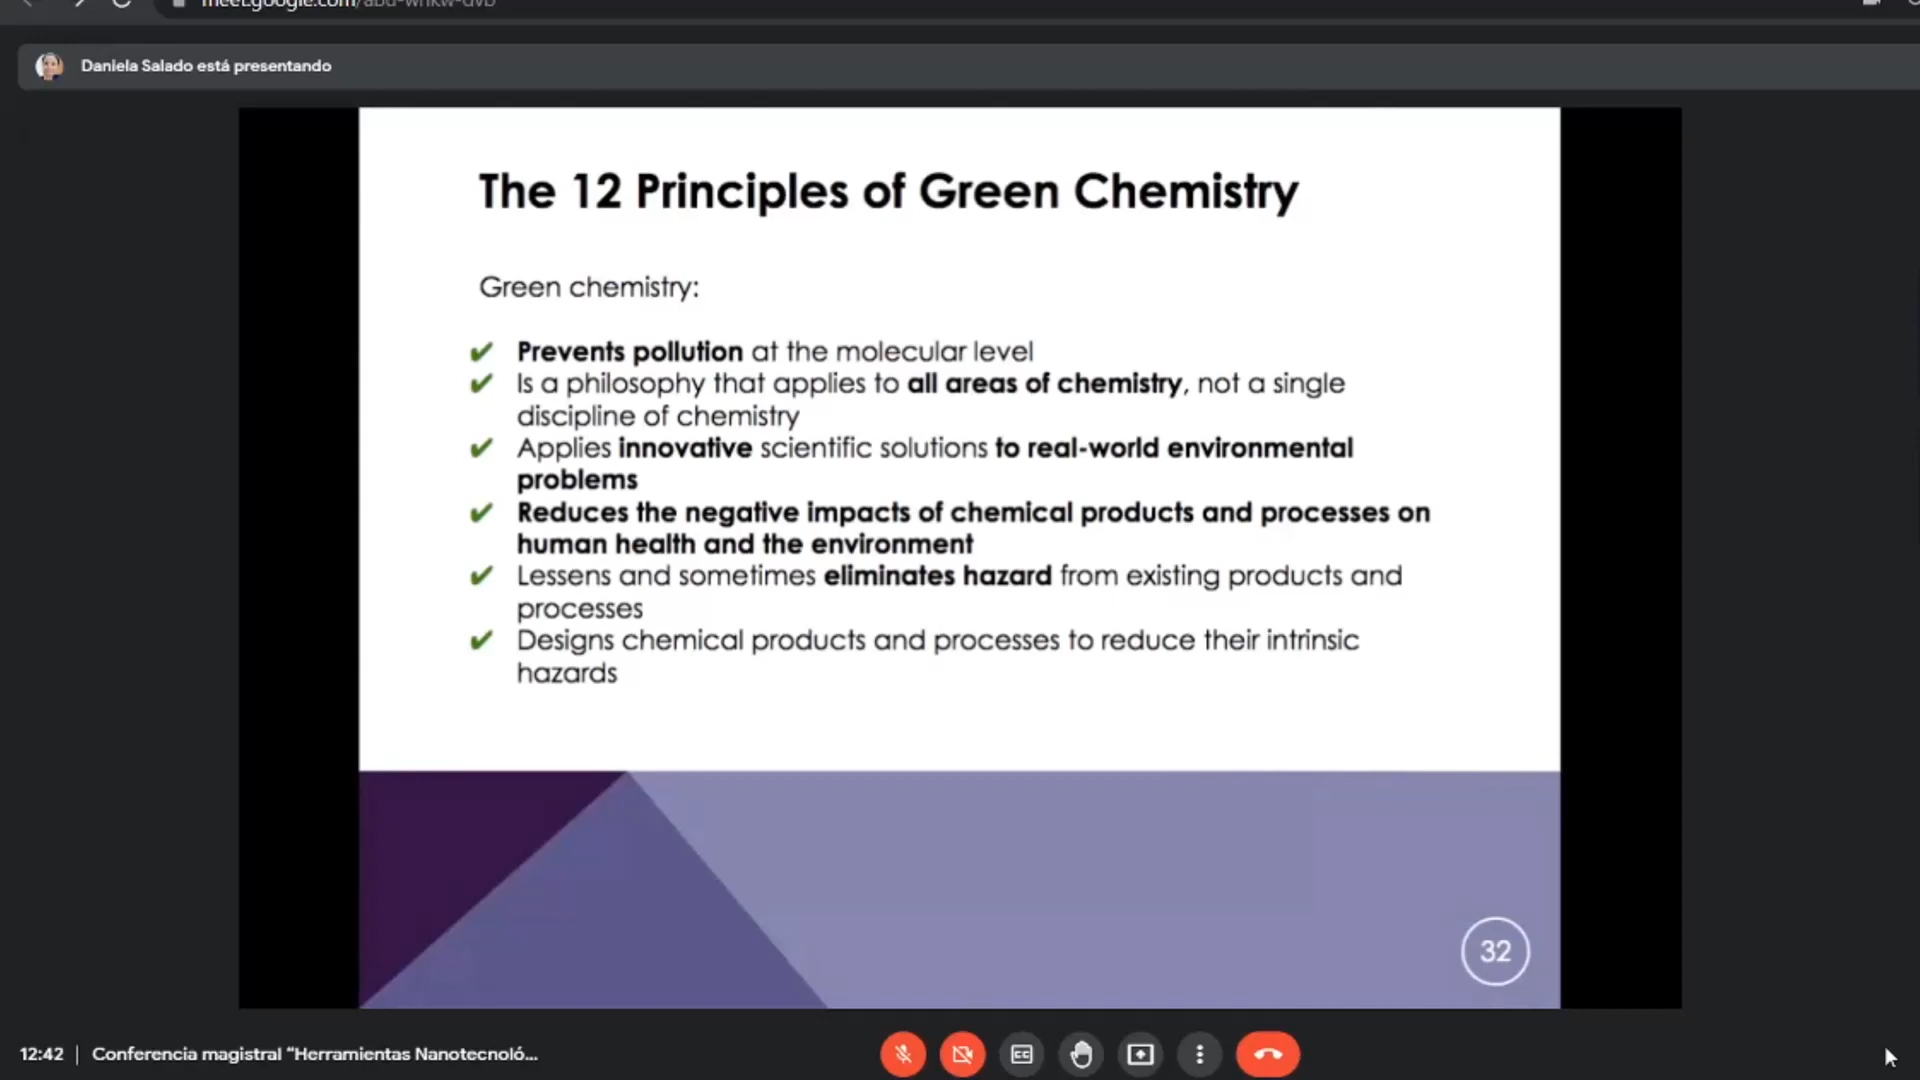 meet.google.com/
Daniela Salado está presentando
The 12 Principles of Green Chemistry
Green chemistry:
✔ Prevents pollution at the molecular level
✔ Is a philosophy that applies to all areas of chemistry, not a single
discipline of chemistry
✔ Applies innovative scientific solutions to real-world environmental
problems
✔ Reduces the negative impacts of chemical products and processes on
human health and the environment
✔ Lessens and sometimes eliminates hazard from existing products and
processes
✔ Designs chemical products and processes to reduce their intrinsic
hazards
32
12:42 | Conferencia magistral “Herramientas Nanotecnoló...
CC